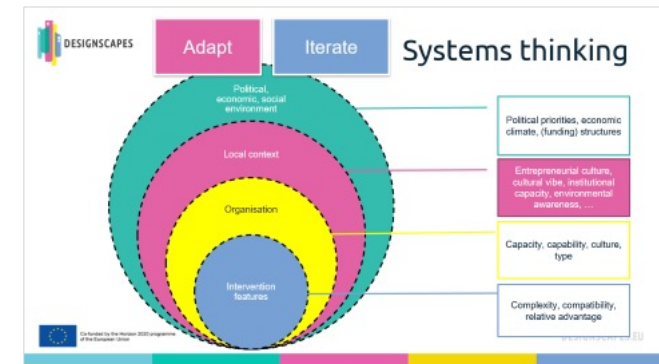 DESIGNSCAPES
Adapt
Iterate
Systems thinking
Political,
economic, social
environment
Local context
Organisation
Intervention
features
Political priorities, economic
climate, (funding) structures
Entrepreneurial culture,
cultural vibe, institutional
capacity, environmental
awareness, …
Capacity, capability, culture,
type
Complexity, compatibility,
relative advantage
Co-funded by the Horizon 2020 programme
of the European Union
DESIGNSCAPES.EU